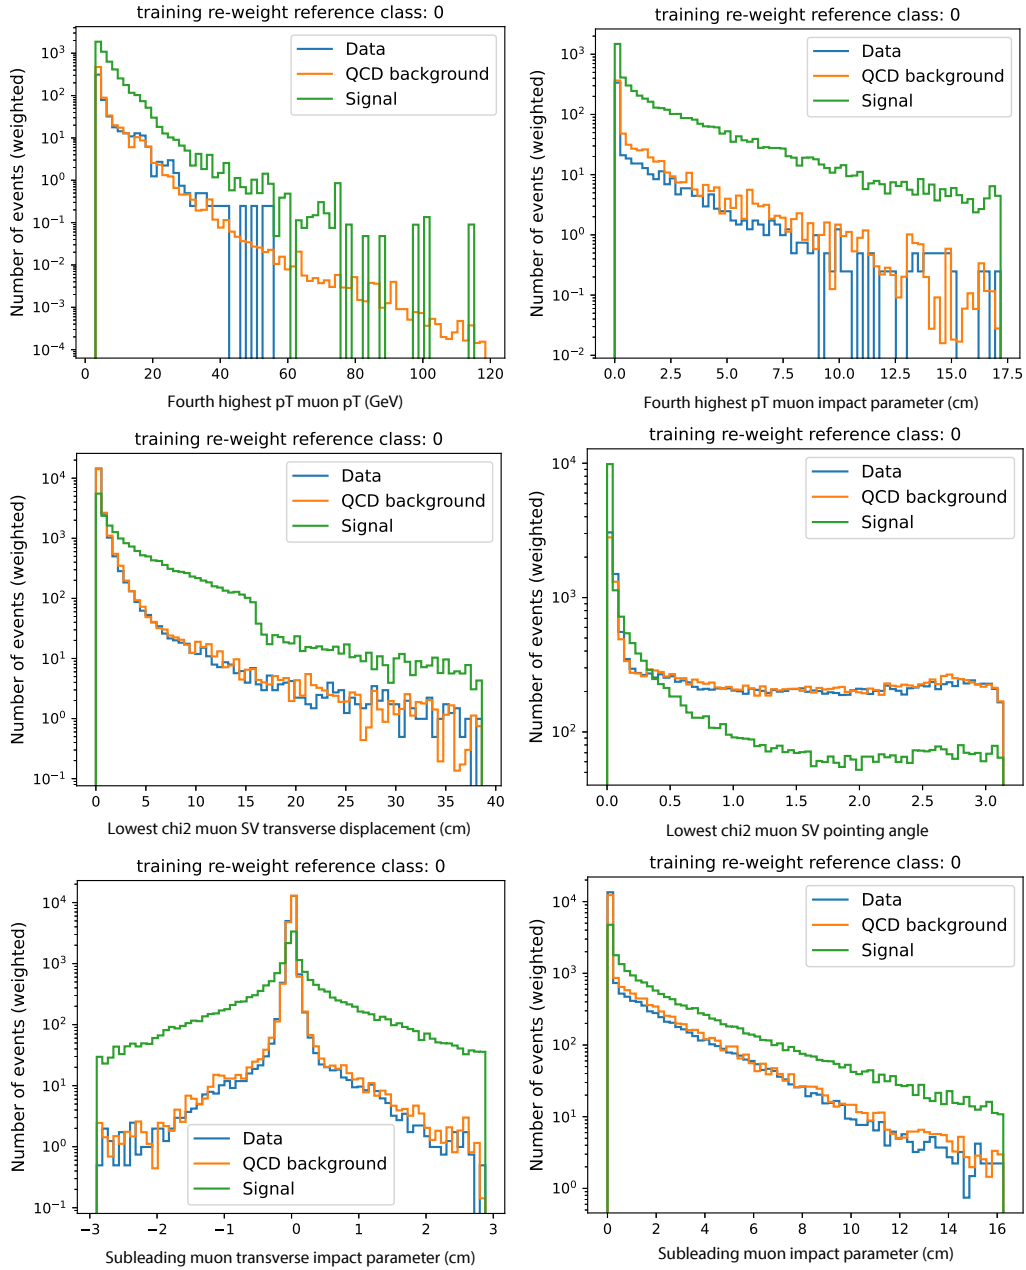 training re-weight reference class: 0
Number of events (weighted)
10³
10²
10¹
10⁰
10⁻¹
10⁻²
10⁻³
10⁻⁴
Data
QCD background
Signal
0 20 40 60 80 100 120
Fourth highest pT muon pT (GeV)
training re-weight reference class: 0
Number of events (weighted)
10³
10²
10¹
10⁰
10⁻¹
10⁻²
Data
QCD background
Signal
0.0 2.5 5.0 7.5 10.0 12.5 15.0 17.5
Fourth highest pT muon impact parameter (cm)
training re-weight reference class: 0
Number of events (weighted)
10⁴
10³
10²
10¹
10⁰
10⁻¹
Data
QCD background
Signal
0 5 10 15 20 25 30 35 40
Lowest chi2 muon SV transverse displacement (cm)
training re-weight reference class: 0
Number of events (weighted)
10⁴
10³
10²
Data
QCD background
Signal
0.0 0.5 1.0 1.5 2.0 2.5 3.0
Lowest chi2 muon SV pointing angle
training re-weight reference class: 0
Number of events (weighted)
10⁴
10³
10²
10¹
10⁰
10⁻¹
Data
QCD background
Signal
−3 −2 −1 0 1 2 3
Subleading muon transverse impact parameter (cm)
training re-weight reference class: 0
Number of events (weighted)
10⁴
10³
10²
10¹
10⁰
Data
QCD background
Signal
0 2 4 6 8 10 12 14 16
Subleading muon impact parameter (cm)